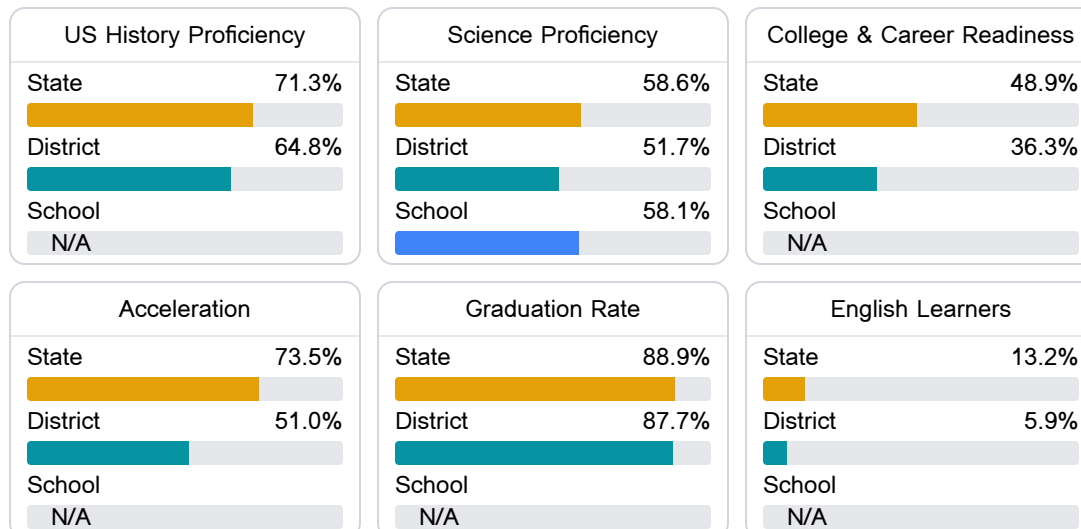 US History Proficiency
State 71.3%
District 64.8%
School
N/A
Science Proficiency
State 58.6%
District 51.7%
School 58.1%
College & Career Readiness
State 48.9%
District 36.3%
School
N/A
Acceleration
State 73.5%
District 51.0%
School
N/A
Graduation Rate
State 88.9%
District 87.7%
School
N/A
English Learners
State 13.2%
District 5.9%
School
N/A